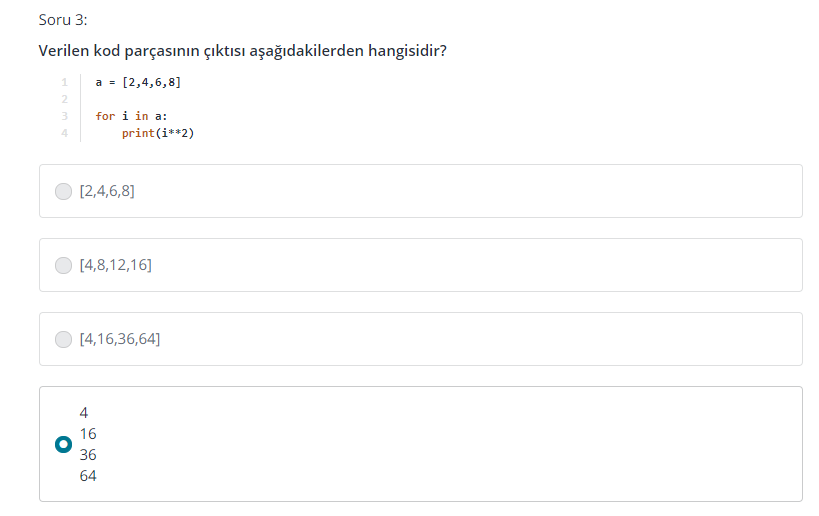 Soru 3:
Verilen kod parçasının çıktısı aşağıdakilerden hangisidir?
1 a = [2,4,6,8]
2
3 for i in a:
4     print(i**2)
[2,4,6,8]
[4,8,12,16]
[4,16,36,64]
4
16
36
64